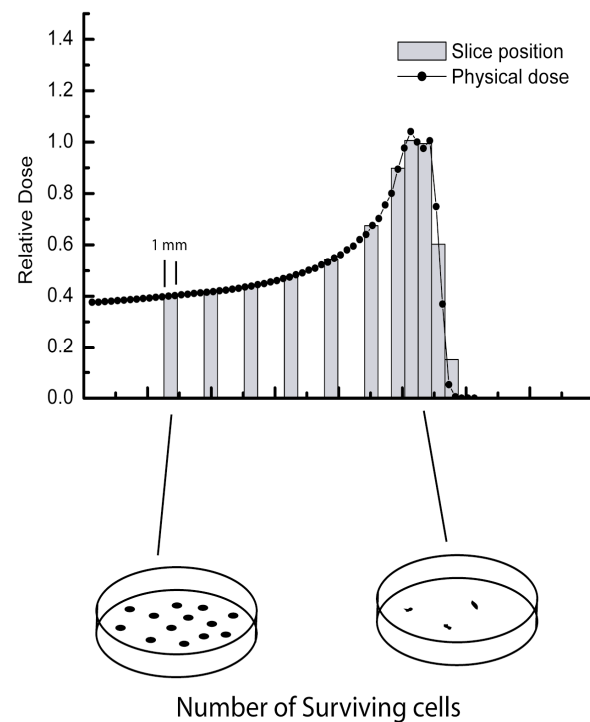 1.4
1.2
1.0
0.8
0.6
0.4
0.2
0.0
Relative Dose
Slice position
Physical dose
1 mm
Number of Surviving cells